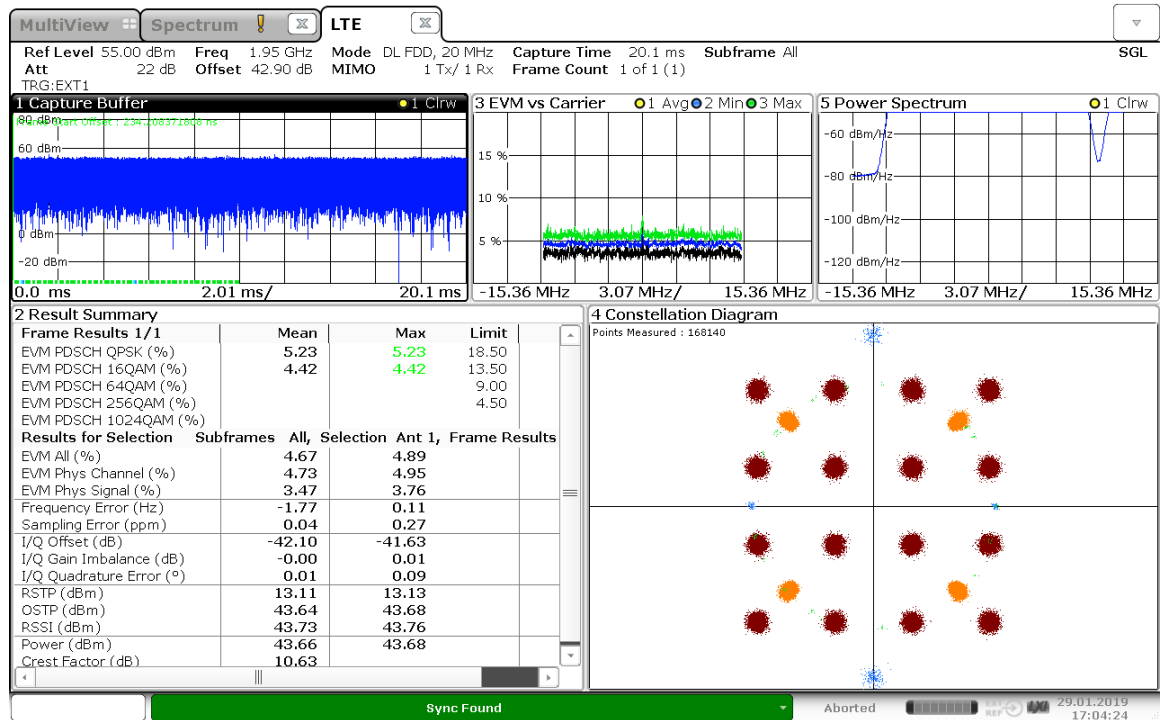 MultiView Spectrum ! LTE
Ref Level 55.00 dBm Freq 1.95 GHz Mode DL FDD, 20 MHz Capture Time 20.1 ms Subframe All SGL
Att 22 dB Offset 42.90 dB MIMO 1 Tx/ 1 Rx Frame Count 1 of 1 (1)
TRG:EXT1
1 Capture Buffer 1 Clrw
80 dBm
Frame Start Offset : 234.208371608 ns
60 dBm
0 dBm
-20 dBm
0.0 ms 2.01 ms/ 20.1 ms
3 EVM vs Carrier 1 Avg 2 Min 3 Max
15 %
10 %
5 %
-15.36 MHz 3.07 MHz/ 15.36 MHz
5 Power Spectrum 1 Clrw
-60 dBm/Hz
-80 dBm/Hz
-100 dBm/Hz
-120 dBm/Hz
-15.36 MHz 3.07 MHz/ 15.36 MHz
2 Result Summary
Frame Results 1/1 Mean Max Limit
EVM PDSCH QPSK (%) 5.23 5.23 18.50
EVM PDSCH 16QAM (%) 4.42 4.42 13.50
EVM PDSCH 64QAM (%) 9.00
EVM PDSCH 256QAM (%) 4.50
EVM PDSCH 1024QAM (%)
Results for Selection Subframes All, Selection Ant 1, Frame Results
EVM All (%) 4.67 4.89
EVM Phys Channel (%) 4.73 4.95
EVM Phys Signal (%) 3.47 3.76
Frequency Error (Hz) -1.77 0.11
Sampling Error (ppm) 0.04 0.27
I/Q Offset (dB) -42.10 -41.63
I/Q Gain Imbalance (dB) -0.00 0.01
I/Q Quadrature Error (°) 0.01 0.09
RSTP (dBm) 13.11 13.13
OSTP (dBm) 43.64 43.68
RSSI (dBm) 43.73 43.76
Power (dBm) 43.66 43.68
Crest Factor (dB) 10.63
4 Constellation Diagram
Points Measured : 168140
Sync Found
Aborted
EXT
REF
LXI
29.01.2019
17:04:24